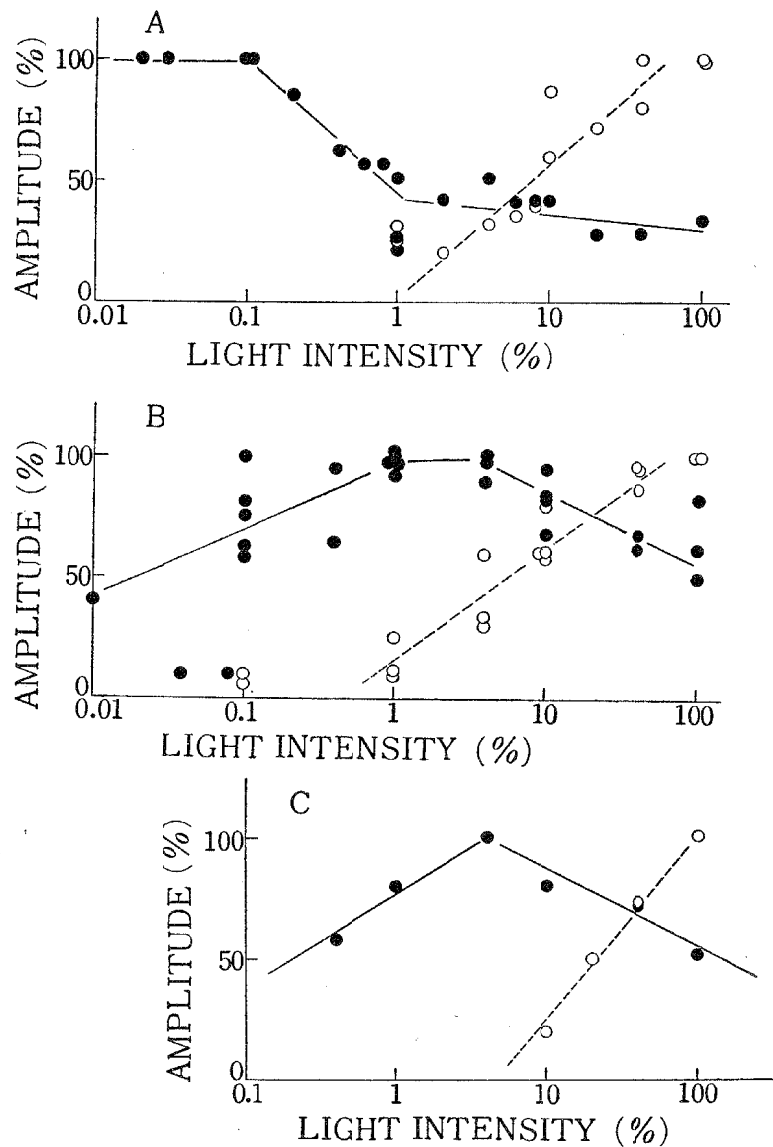 A
AMPLITUDE (%)
100
50
0
0.01 0.1 1 10 100
LIGHT INTENSITY (%)
B
AMPLITUDE (%)
100
50
0
0.01 0.1 1 10 100
LIGHT INTENSITY (%)
C
AMPLITUDE (%)
100
50
0
0.1 1 10 100
LIGHT INTENSITY (%)